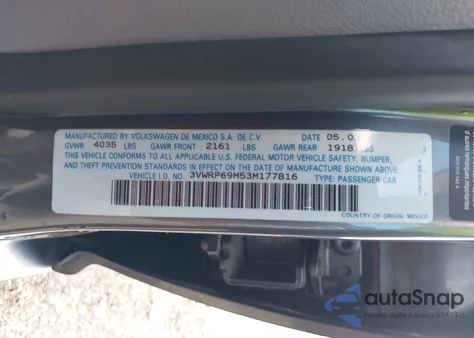 MANUFACTURED BY VOLKSWAGEN DE MEXICO S.A. DE C.V. DATE 05.0
GVWR 4035 LBS GAWR FRONT 2161 LBS GAWR REAR 1918 LBS
THIS VEHICLE CONFORMS TO ALL APPLICABLE U.S. FEDERAL MOTOR VEHICLE SAFETY, BUMPER,
AND THEFT PREVENTION STANDARDS IN EFFECT ON THE DATE OF MANUFACTURE SHOWN ABOVE.
VEHICLE I.D. NO. 3VWRP69M53M177816 TYPE: PASSENGER CAR
COUNTRY OF ORIGIN: MEXICO
autoSnap